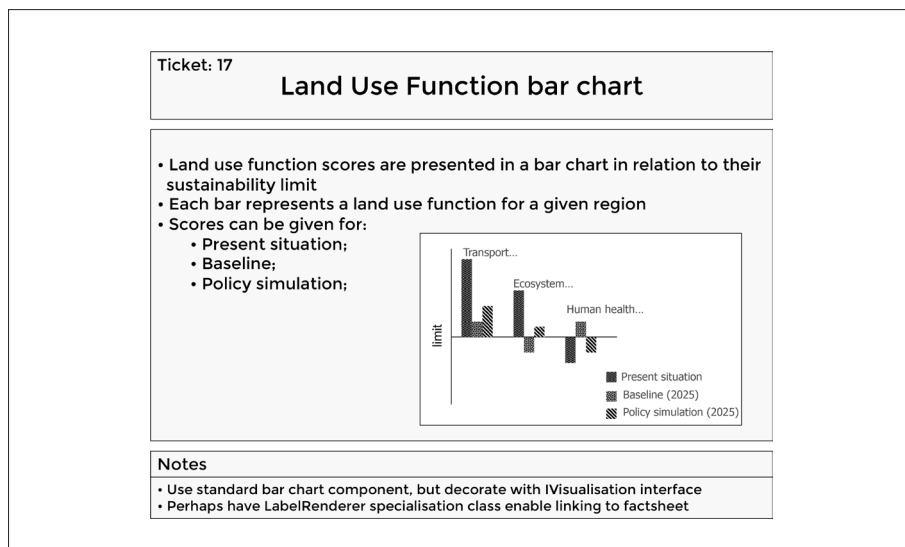 Ticket: 17
Land Use Function bar chart
• Land use function scores are presented in a bar chart in relation to their
sustainability limit
• Each bar represents a land use function for a given region
• Scores can be given for:
• Present situation;
• Baseline;
• Policy simulation;
Transport...
Ecosystem...
Human health...
limit
Present situation
Baseline (2025)
Policy simulation (2025)
Notes
• Use standard bar chart component, but decorate with IVisualisation interface
• Perhaps have LabelRenderer specialisation class enable linking to factsheet